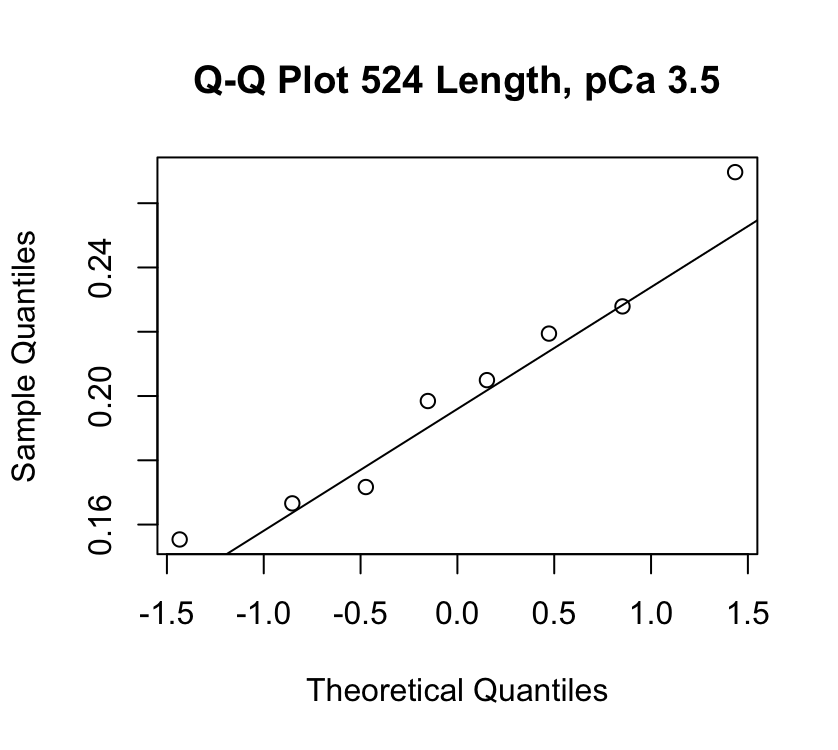 Q-Q Plot 524 Length, pCa 3.5
Sample Quantiles
0.24
0.20
0.16
-1.5 -1.0 -0.5 0.0 0.5 1.0 1.5
Theoretical Quantiles